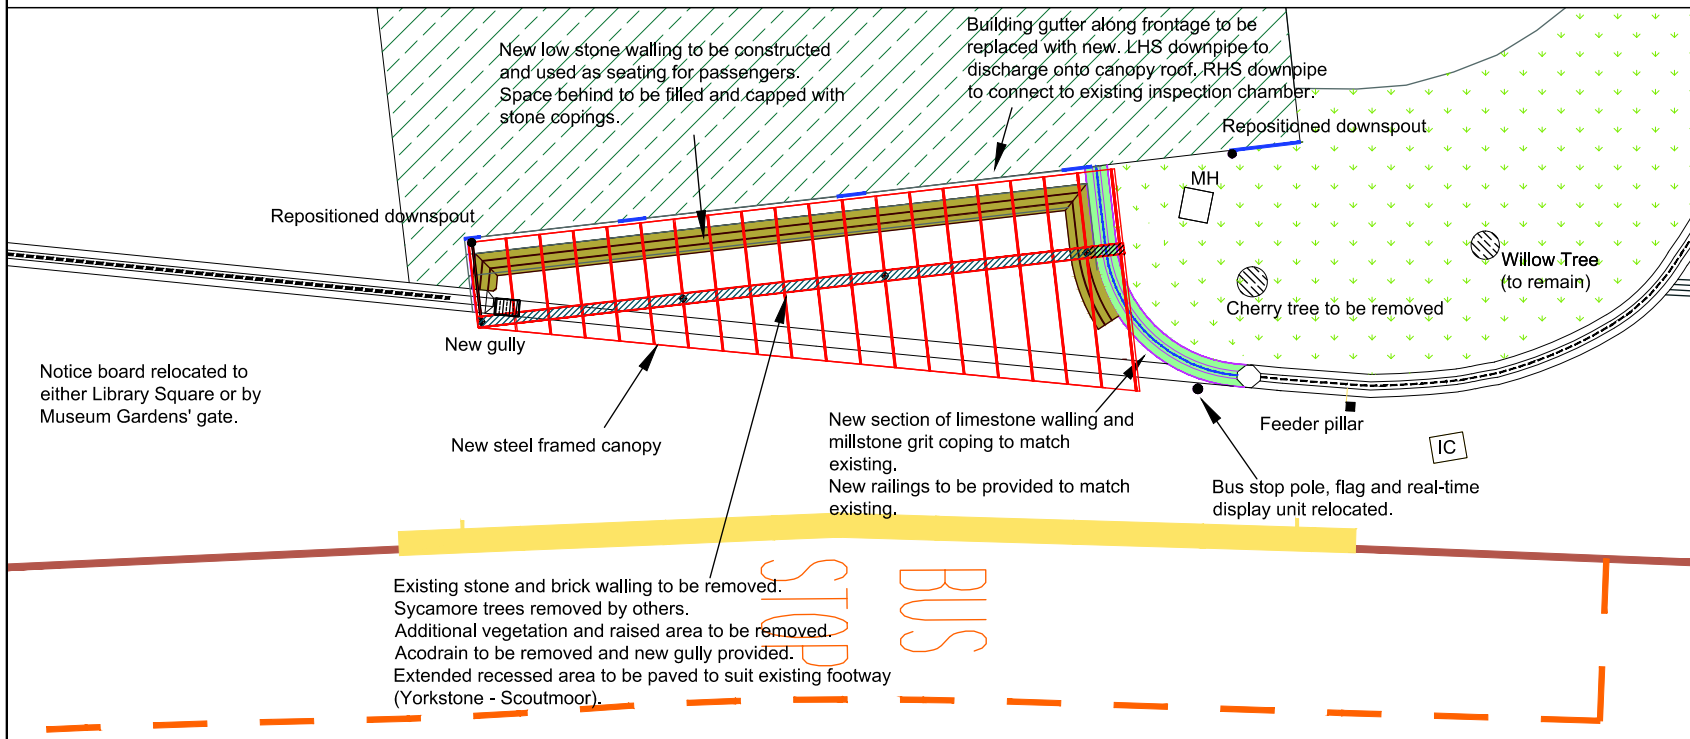 New low stone walling to be constructed
and used as seating for passengers.
Space behind to be filled and capped with
stone copings.
Building gutter along frontage to be
replaced with new. LHS downpipe to
discharge onto canopy roof. RHS downpipe
to connect to existing inspection chamber.
Repositioned downspout
MH
Repositioned downspout
Willow Tree
(to remain)
Cherry tree to be removed
New gully
Notice board relocated to
either Library Square or by
Museum Gardens' gate.
New steel framed canopy
New section of limestone walling and
millstone grit coping to match
existing.
New railings to be provided to match
existing.
Feeder pillar
IC
Bus stop pole, flag and real-time
display unit relocated.
Existing stone and brick walling to be removed.
Sycamore trees removed by others.
Additional vegetation and raised area to be removed.
Acodrain to be removed and new gully provided.
Extended recessed area to be paved to suit existing footway
(Yorkstone - Scoutmoor).
BUS
STOP